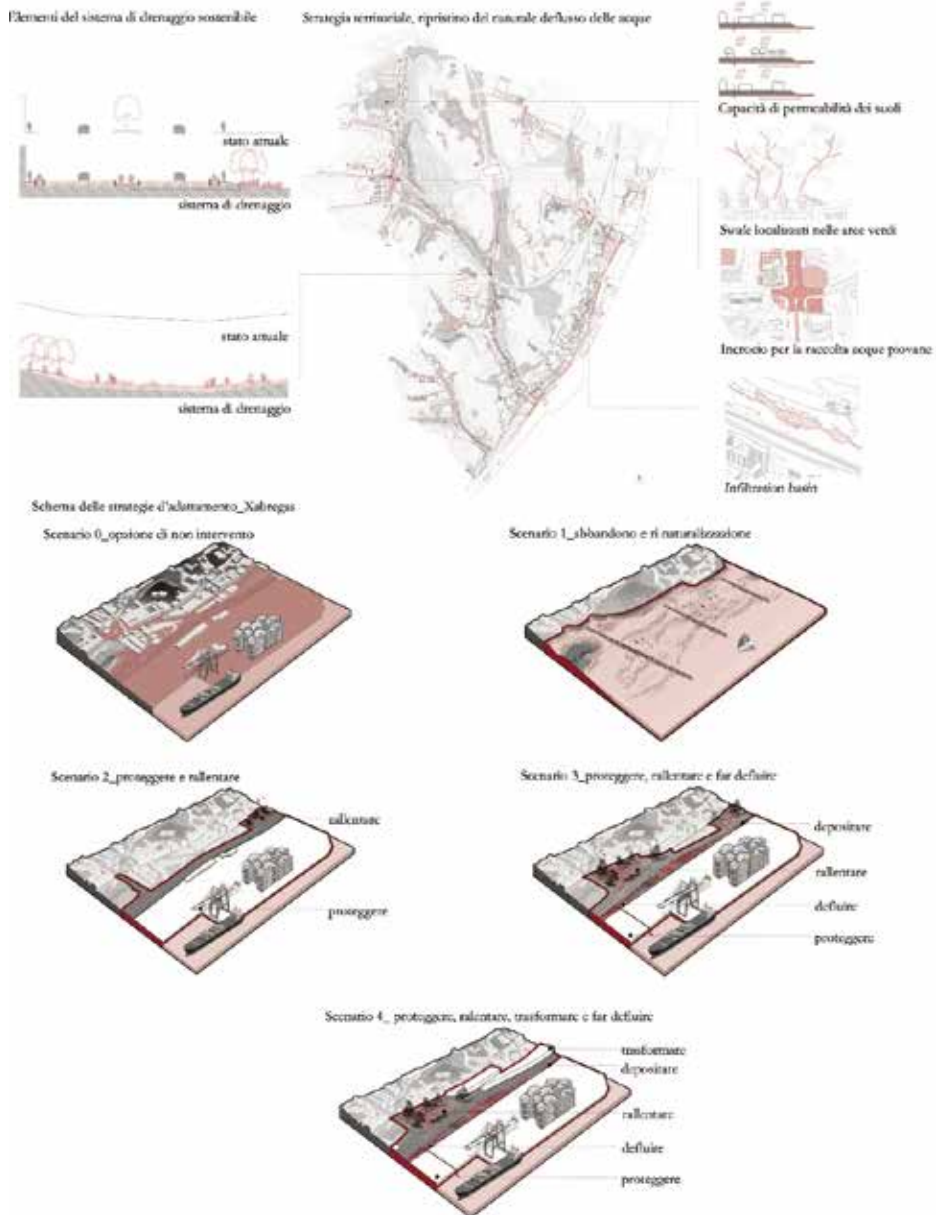 Elementi del sistema di drenaggio sostenibile
Strategia territoriale, ripristino del naturale deflusso delle acque
stato attuale
sistema di drenaggio
stato attuale
sistema di drenaggio
Capacità di permeabilità dei suoli
Swale localizzati nelle aree verdi
Incrocio per la raccolta acque piovane
Infiltration basin
Schema delle strategie d'adattamento_Xabregas
Scenario 0_opzione di non intervento
Scenario 1_abbandono e ri naturalizzazione
Scenario 2_proteggere e rallentare
rallentare
proteggere
Scenario 3_proteggere, rallentare e far defluire
depositare
rallentare
defluire
proteggere
Scenario 4_ proteggere, ralentare, trasformare e far defluire
trasformare
depositare
rallentare
defluire
proteggere